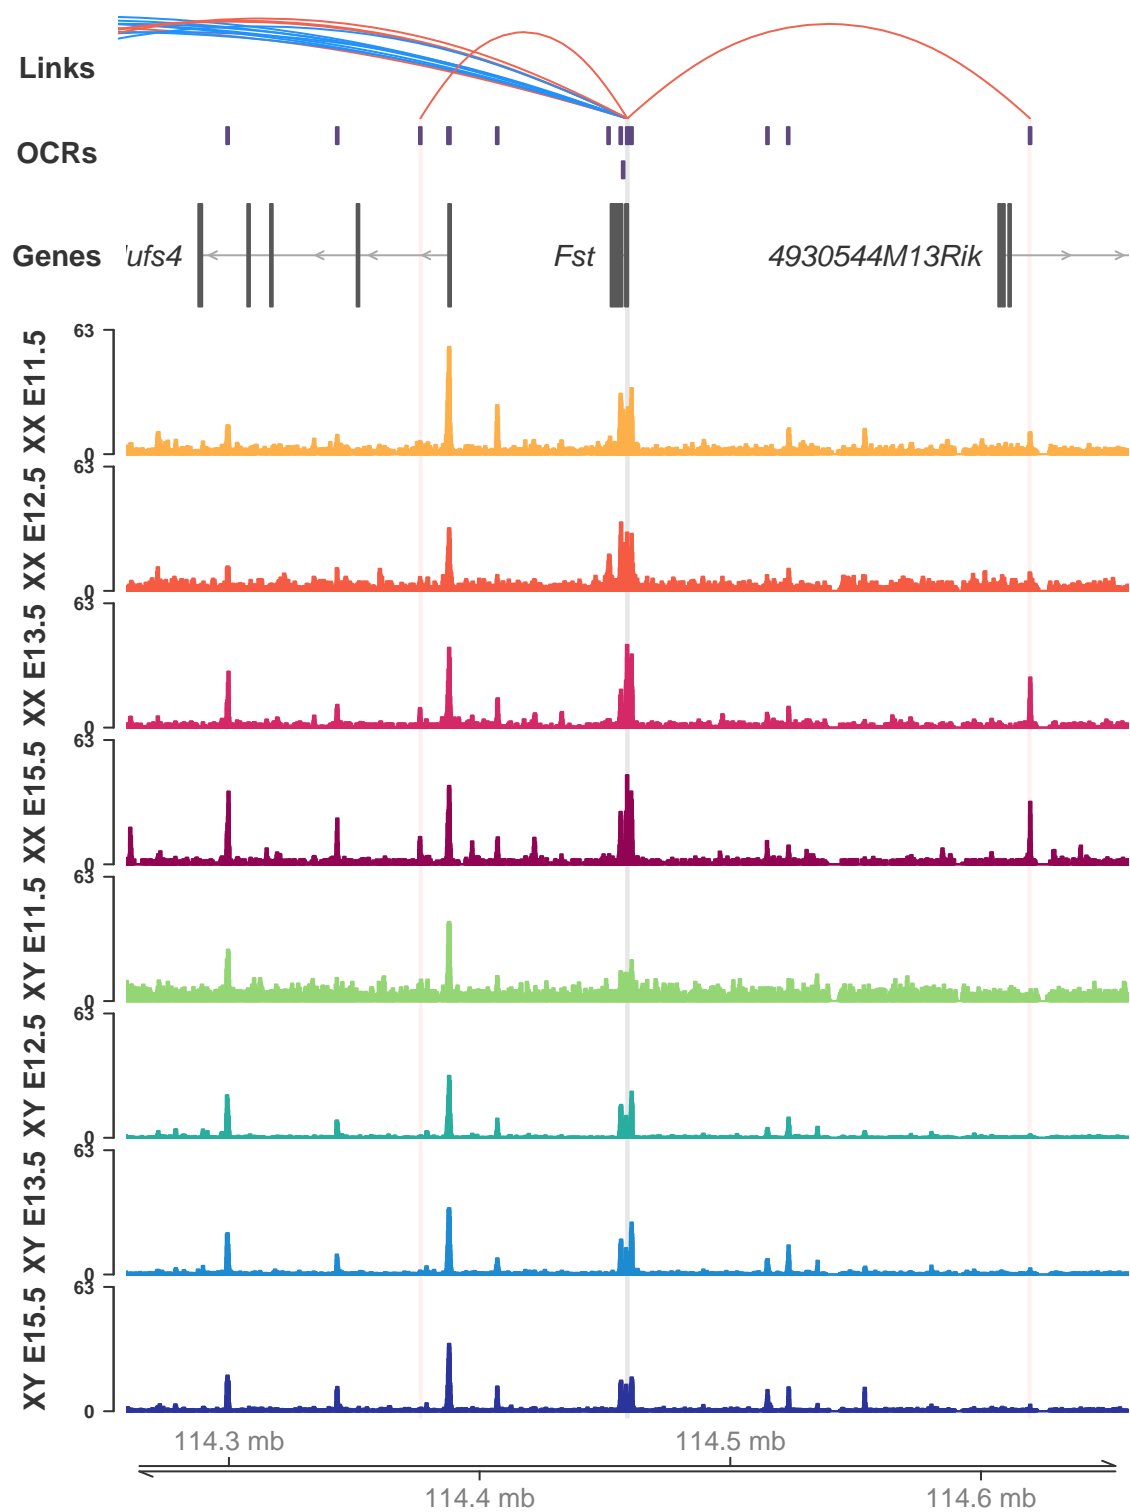 Links
OCRs
Genes
ufs4
Fst
4930544M13Rik
XX E11.5
63
0
XX E12.5
63
0
XX E13.5
63
0
XX E15.5
63
0
XY E11.5
63
0
XY E12.5
63
0
XY E13.5
63
0
XY E15.5
63
0
114.3 mb
114.5 mb
114.4 mb
114.6 mb